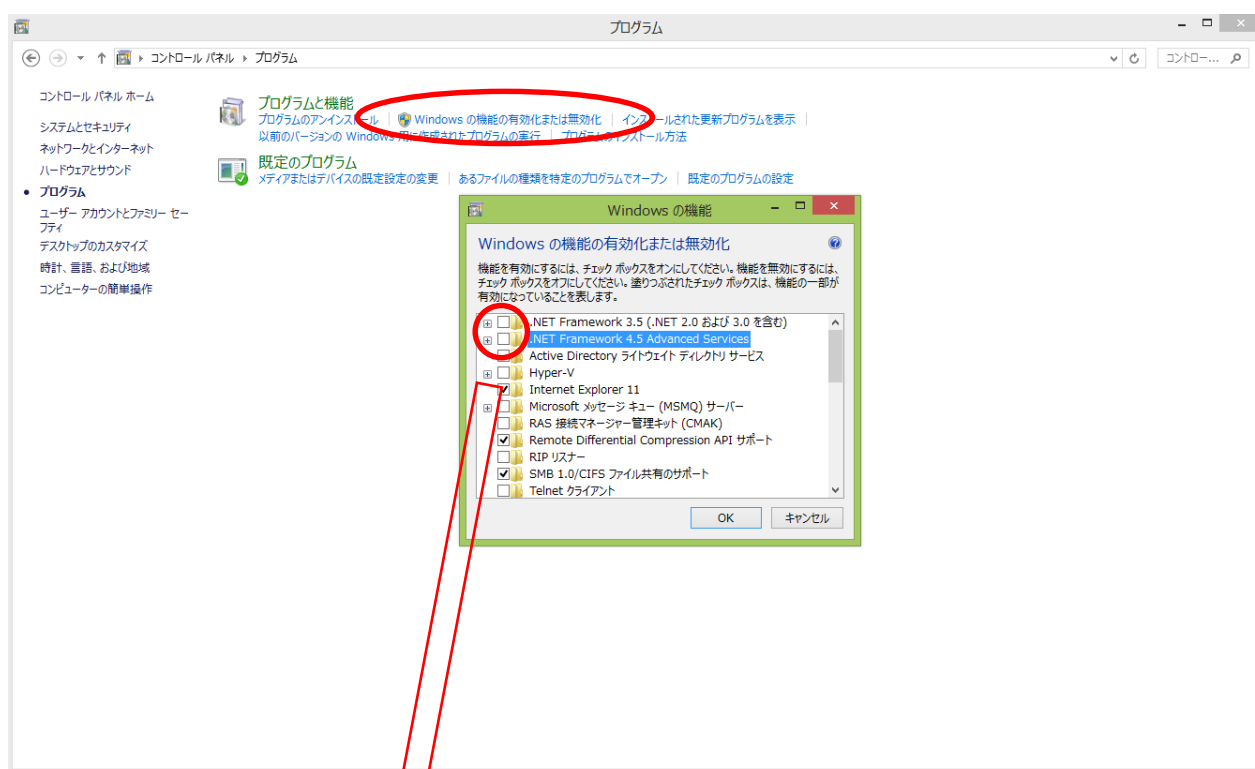 プログラム
コントロール パネル プログラム
コントロー...
コントロール パネル ホーム
システムとセキュリティ
ネットワークとインターネット
ハードウェアとサウンド
プログラム
ユーザー アカウントとファミリー セー
フティ
デスクトップのカスタマイズ
時計、言語、および地域
コンピューターの簡単操作
プログラムと機能
プログラムのアンインストール Windows の機能の有効化または無効化 インストールされた更新プログラムを表示
以前のバージョンの Windows 用に作成されたプログラムの実行 プログラムのインストール方法
既定のプログラム
メディアまたはデバイスの既定設定の変更 あるファイルの種類を特定のプログラムでオープン 既定のプログラムの設定
Windows の機能
Windows の機能の有効化または無効化
機能を有効にするには、チェック ボックスをオンにしてください。機能を無効にするには、
チェック ボックスをオフにしてください。塗りつぶされたチェック ボックスは、機能の一部が
有効になっていることを表します。
.NET Framework 3.5 (.NET 2.0 および 3.0 を含む)
.NET Framework 4.5 Advanced Services
Active Directory ライトウェイト ディレクトリ サービス
Hyper-V
Internet Explorer 11
Microsoft メッセージ キュー (MSMQ) サーバー
RAS 接続マネージャー管理キット (CMAK)
Remote Differential Compression API サポート
RIP リスナー
SMB 1.0/CIFS ファイル共有のサポート
Telnet クライアント
OK キャンセル